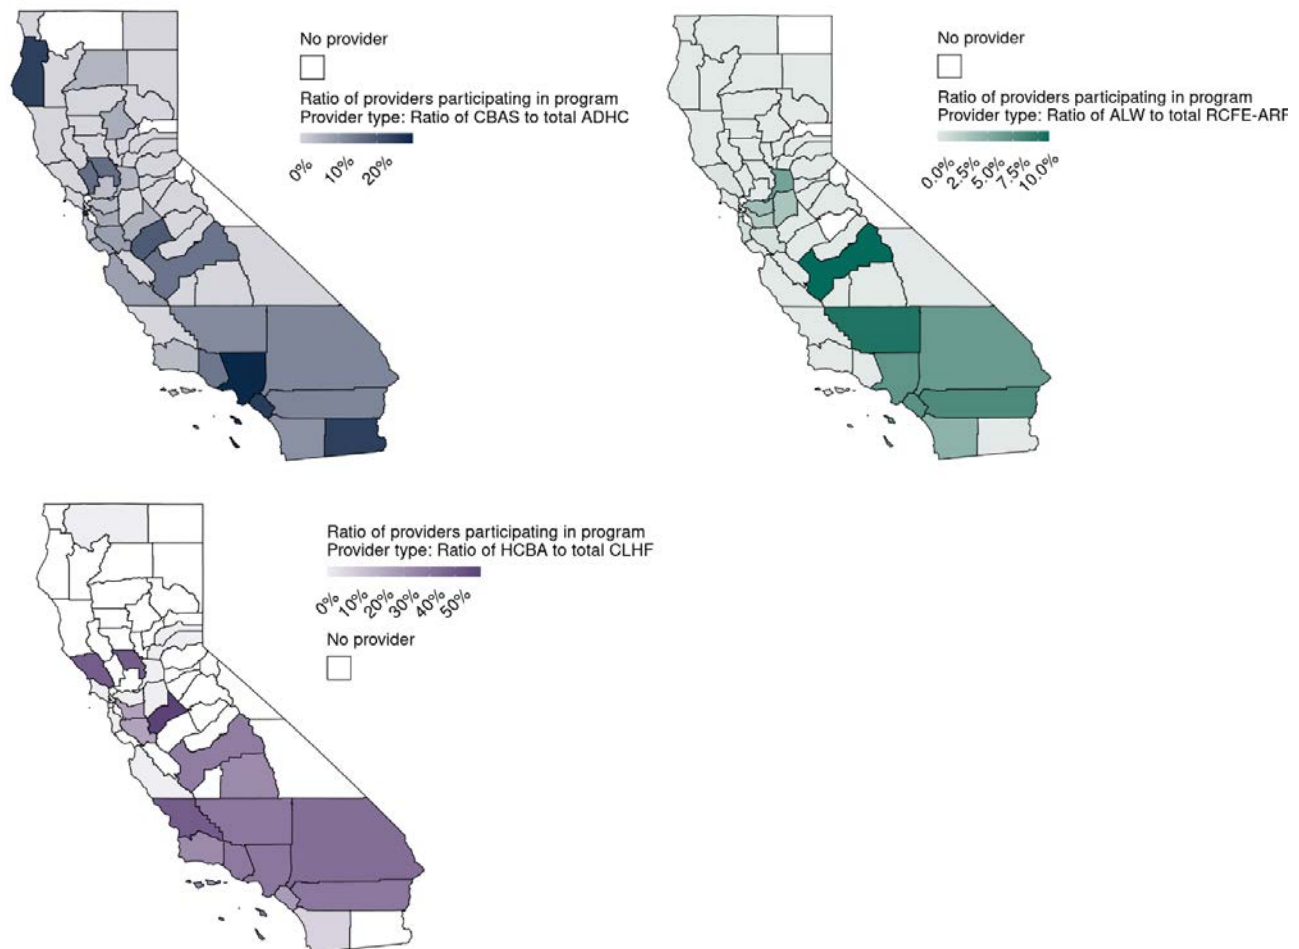 No provider
Ratio of providers participating in program
Provider type: Ratio of CBAS to total ADHC
0% 10% 20%
No provider
Ratio of providers participating in program
Provider type: Ratio of ALW to total RCFE-ARF
0.0% 2.5% 5.0% 7.5% 10.0%
Ratio of providers participating in program
Provider type: Ratio of HCBA to total CLHF
0% 10% 20% 30% 40% 50%
No provider